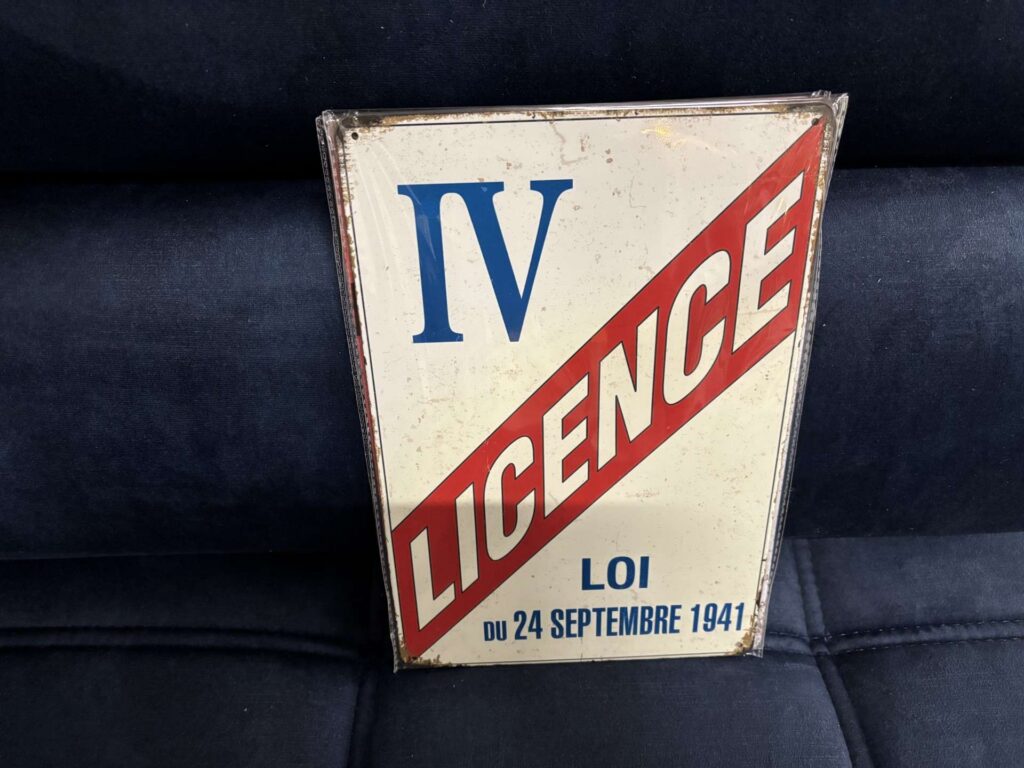 IV
LICENCE
LOI
DU 24 SEPTEMBRE 1941